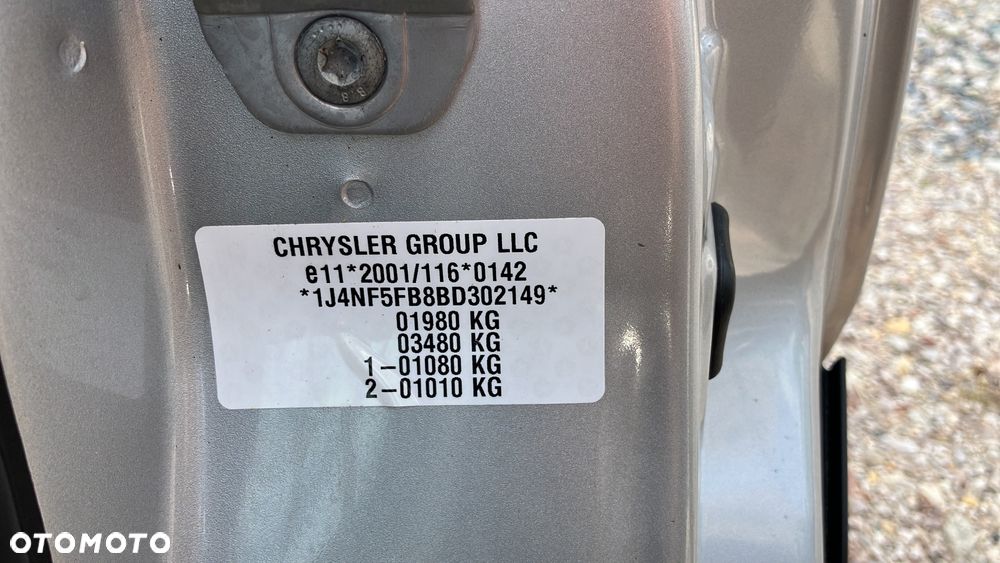 CHRYSLER GROUP LLC
e11*2001/116*0142
*1J4NF5FB8BD302149*
01980 KG
03480 KG
1-01080 KG
2-01010 KG
OTOMOTO